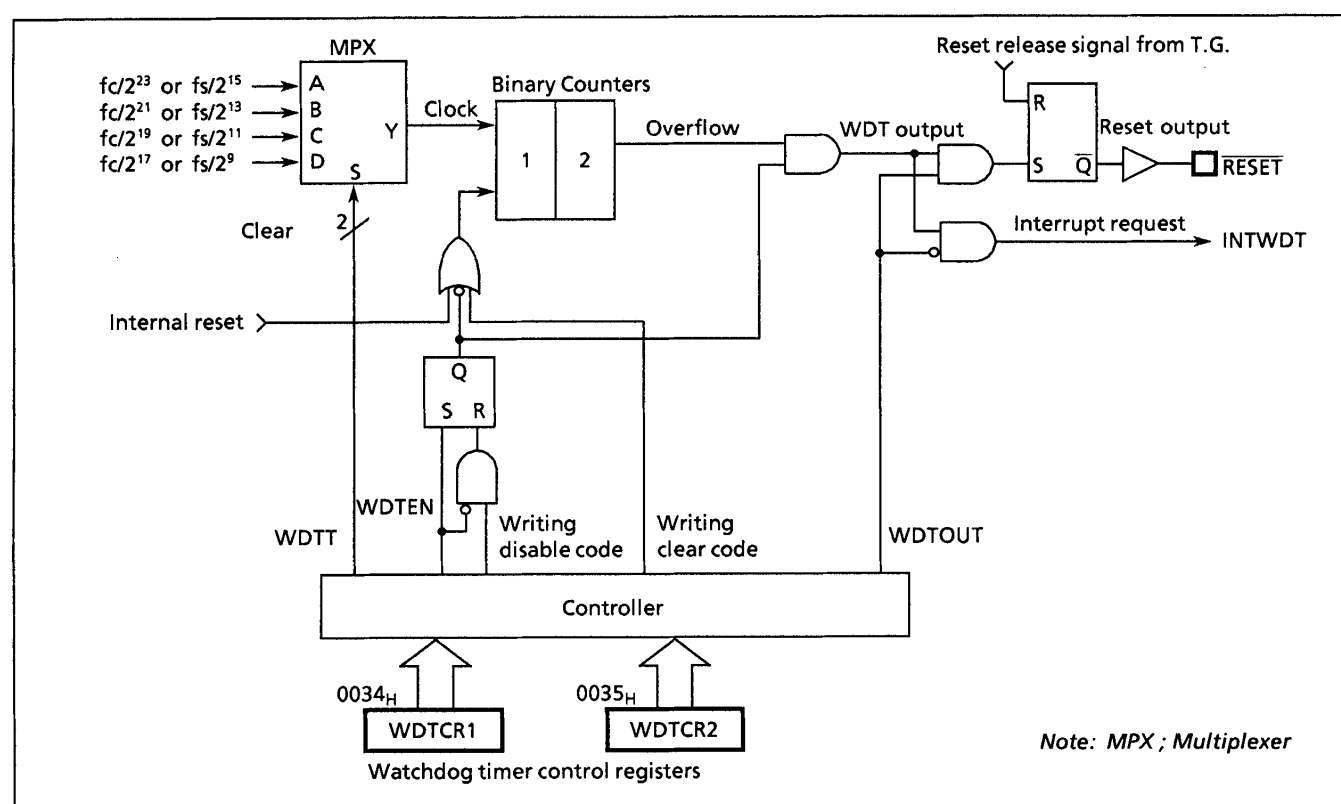 MPX
fc/2²³ or fs/2¹⁵
fc/2²¹ or fs/2¹³
fc/2¹⁹ or fs/2¹¹
fc/2¹⁷ or fs/2⁹
A
B
C
D
Y
S
Clock
Binary Counters
1 2
Overflow
WDT output
Reset release signal from T.G.
R
S Q̅
Reset output
R̅E̅S̅E̅T̅
Interrupt request
INTWDT
2
Clear
Internal reset
Q
S R
WDTT
WDTEN
Writing
disable code
Writing
clear code
WDTOUT
Controller
0034H
WDTCR1
0035H
WDTCR2
Watchdog timer control registers
Note: MPX ; Multiplexer